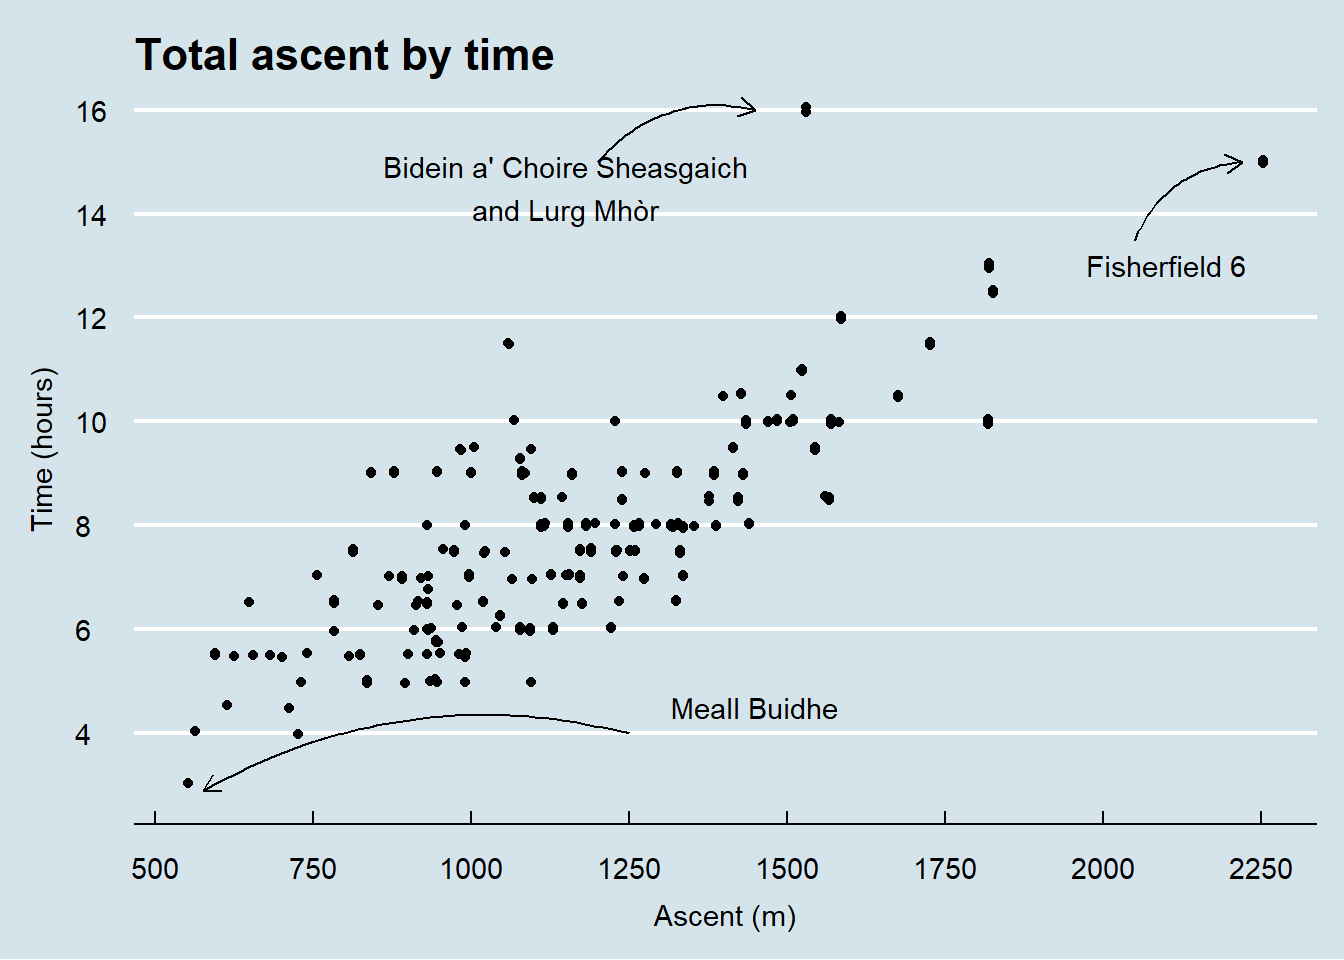 Total ascent by time
16
Bidein a' Choire Sheasgaich
and Lurg Mhòr
14
Fisherfield 6
12
10
8
6
Meall Buidhe
4
Time (hours)
500 750 1000 1250 1500 1750 2000 2250
Ascent (m)